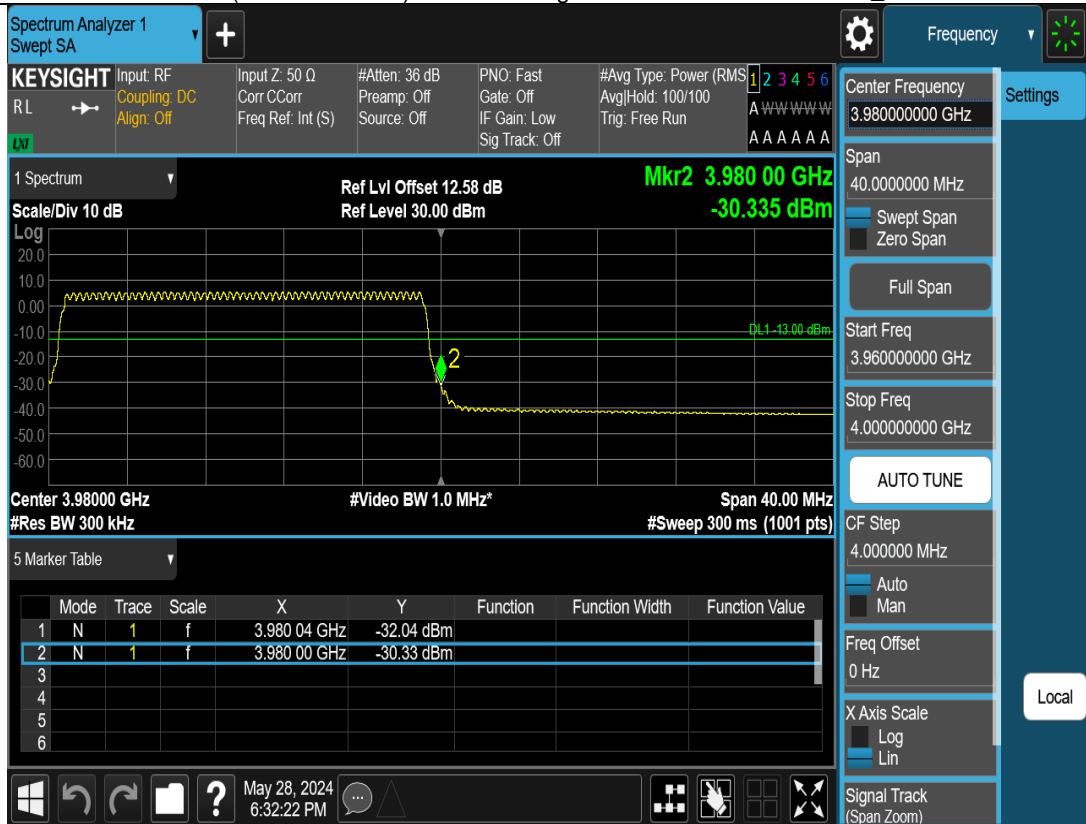 Spectrum Analyzer 1
Swept SA
+
Frequency
KEYSIGHT
RL
LXI
Input: RF
Coupling: DC
Align: Off
Input Z: 50 Ω
Corr CCorr
Freq Ref: Int (S)
#Atten: 36 dB
Preamp: Off
Source: Off
PNO: Fast
Gate: Off
IF Gain: Low
Sig Track: Off
#Avg Type: Power (RMS
Avg|Hold: 100/100
Trig: Free Run
1 2 3 4 5 6
A W W W W W
A A A A A A
1 Spectrum
Scale/Div 10 dB
Ref Lvl Offset 12.58 dB
Ref Level 30.00 dBm
Mkr2 3.980 00 GHz
-30.335 dBm
Log
20.0
10.0
0.00
-10.0
-20.0
-30.0
-40.0
-50.0
-60.0
DL1 -13.00 dBm
2
Center 3.98000 GHz
#Video BW 1.0 MHz*
Span 40.00 MHz
#Res BW 300 kHz
#Sweep 300 ms (1001 pts)
5 Marker Table
Mode Trace Scale X Y Function Function Width Function Value
1 N 1 f 3.980 04 GHz -32.04 dBm
2 N 1 f 3.980 00 GHz -30.33 dBm
3
4
5
6
?
May 28, 2024
6:32:22 PM
Center Frequency
3.980000000 GHz
Settings
Span
40.0000000 MHz
Swept Span
Zero Span
Full Span
Start Freq
3.960000000 GHz
Stop Freq
4.000000000 GHz
AUTO TUNE
CF Step
4.000000 MHz
Auto
Man
Freq Offset
0 Hz
Local
X Axis Scale
Log
Lin
Signal Track
(Span Zoom)